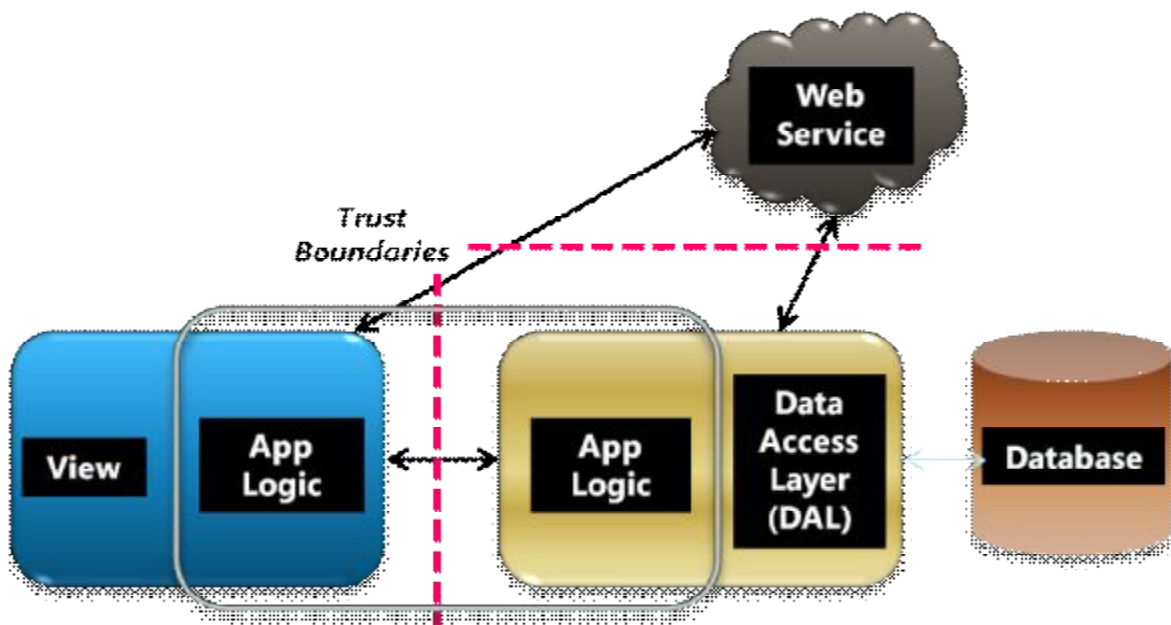 Web
Service
Trust
Boundaries
View
App
Logic
App
Logic
Data
Access
Layer
(DAL)
Database